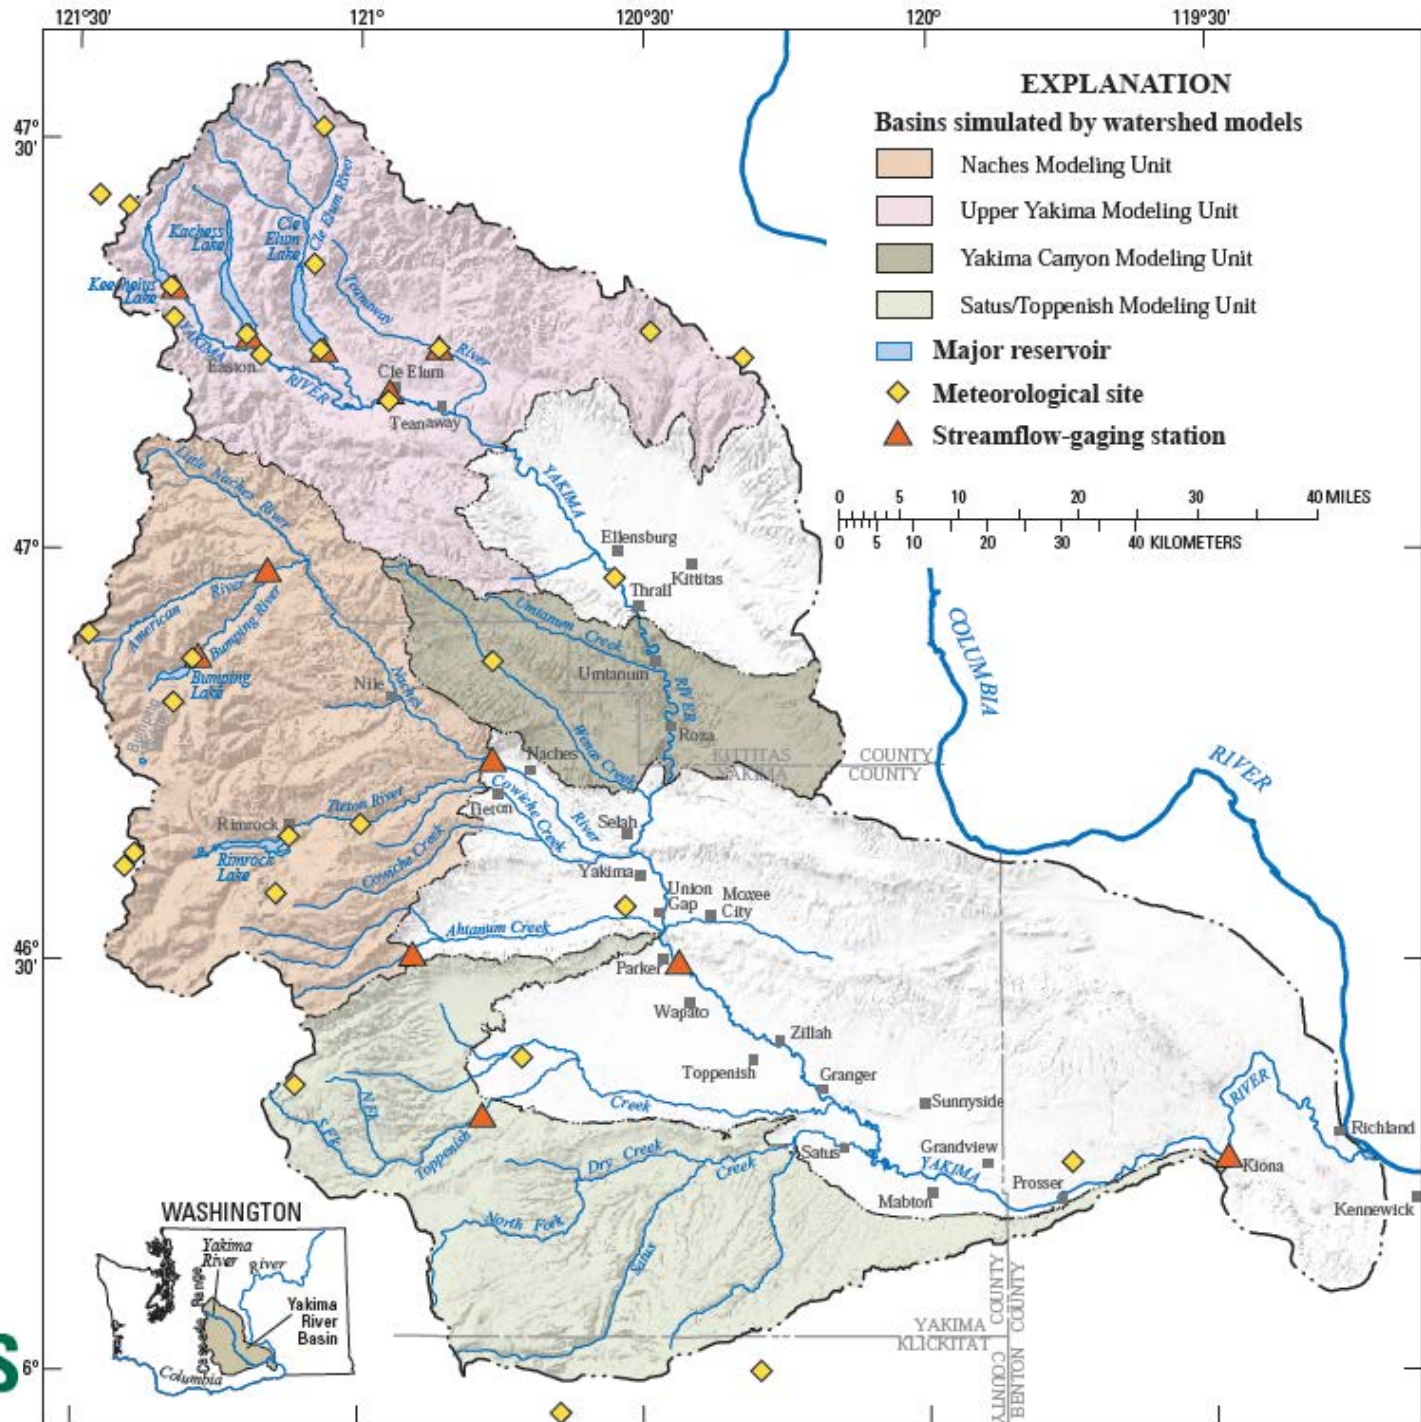 121°30'
121°
120°30'
120°
119°30'
47°
30'
47°
46°
30'
6°
S
EXPLANATION
Basins simulated by watershed models
Naches Modeling Unit
Upper Yakima Modeling Unit
Yakima Canyon Modeling Unit
Satus/Toppenish Modeling Unit
Major reservoir
Meteorological site
Streamflow-gaging station
0 5 10 20 30 40 MILES
0 5 10 20 30 40 KILOMETERS
Cle Elum River
Kachess
Lake
Cle
Elum
Lake
Keechelus
Lake
Teanaway
River
YAKIMA
RIVER
Easton
Cle Elum
Teanaway
Little Naches River
YAKIMA
Ellensburg
Kittitas
Thrall
American
River
Bumping River
Bumping
Lake
Umtanum Creek
Umtanum
RIVER
Nile
Naches
Roza
Wenas Creek
KITTITAS COUNTY
YAKIMA COUNTY
COLUMBIA
RIVER
Naches
Tieton River
Tieton
Cowiche Creek
River
Selah
Rimrock
Rimrock
Lake
Cowiche Creek
Yakima
Union
Gap
Moxee
City
Ahtanum Creek
Parker
Wapato
Zillah
Toppenish
Granger
Creek
Sunnyside
N.Fk
S.Fk
Toppenish
Dry Creek
Creek
Satus
Grandview
YAKIMA
Prosser
Mabton
RIVER
Kiona
Richland
Kennewick
North Fork
Satus
YAKIMA
KLICKITAT
COUNTY
COUNTY
BENTON COUNTY
WASHINGTON
Yakima
River
River
Cascade Range
Yakima
River
Basin
Columbia